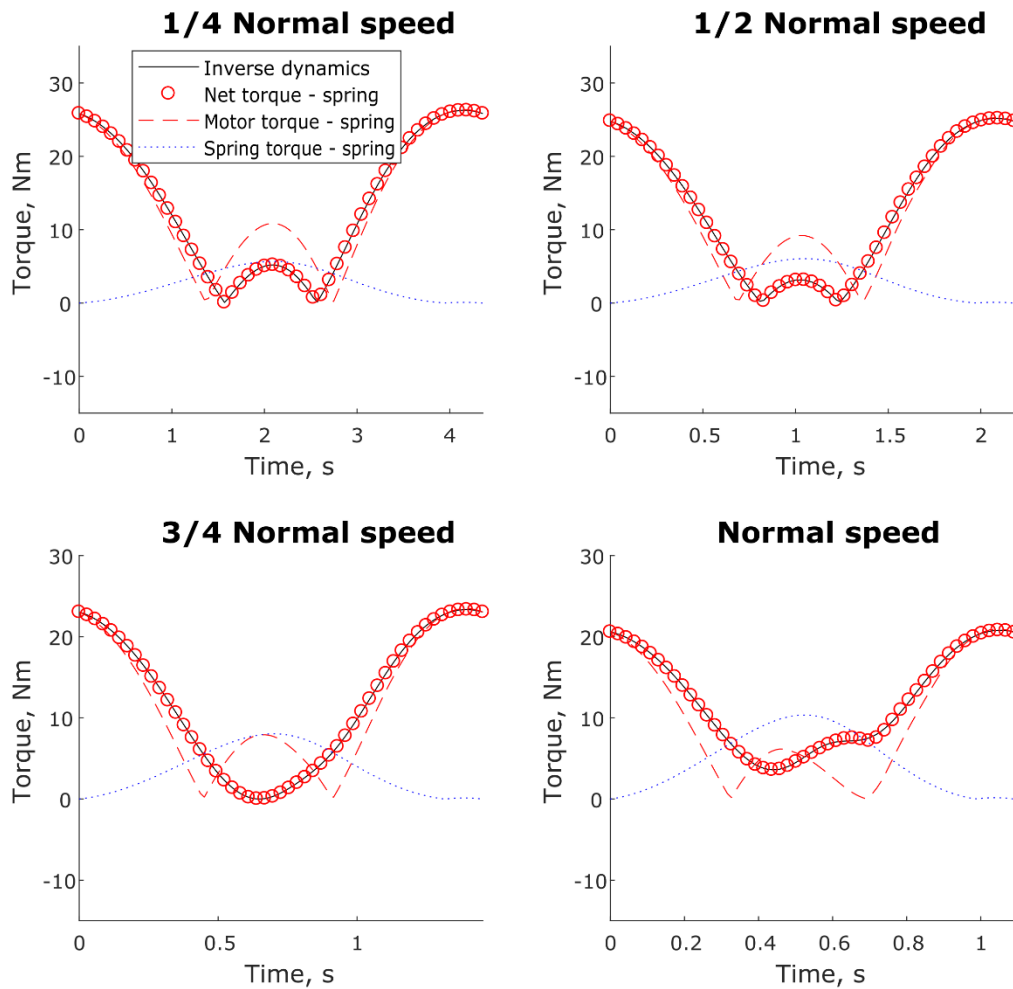 1/4 Normal speed
Torque, Nm
30
20
10
0
-10
Inverse dynamics
Net torque - spring
Motor torque - spring
Spring torque - spring
0 1 2 3 4
Time, s
1/2 Normal speed
Torque, Nm
30
20
10
0
-10
0 0.5 1 1.5 2
Time, s
3/4 Normal speed
Torque, Nm
30
20
10
0
-10
0.5 1
Time, s
Normal speed
Torque, Nm
30
20
10
0
-10
0 0.2 0.4 0.6 0.8 1
Time, s